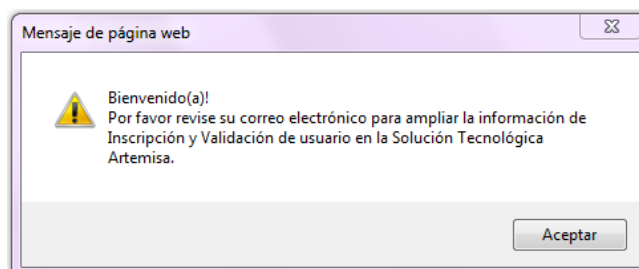 Mensaje de página web
Bienvenido(a)!
Por favor revise su correo electrónico para ampliar la información de
Inscripción y Validación de usuario en la Solución Tecnológica
Artemisa.
Aceptar